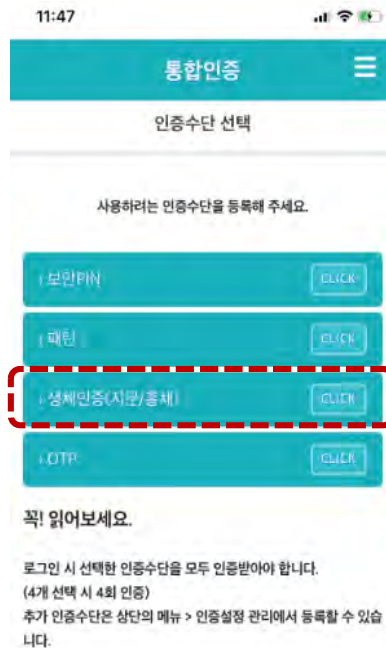 11:47
통합인증
인증수단 선택
사용하려는 인증수단을 등록해 주세요.
보안PIN CLICK
패턴 CLICK
생체인증(지문/홍채) CLICK
OTP CLICK
꼭! 읽어보세요.
로그인 시 선택한 인증수단을 모두 인증받아야 합니다.
(4개 선택 시 4회 인증)
추가 인증수단은 상단의 메뉴 > 인증설정 관리에서 등록할 수 있습
니다.